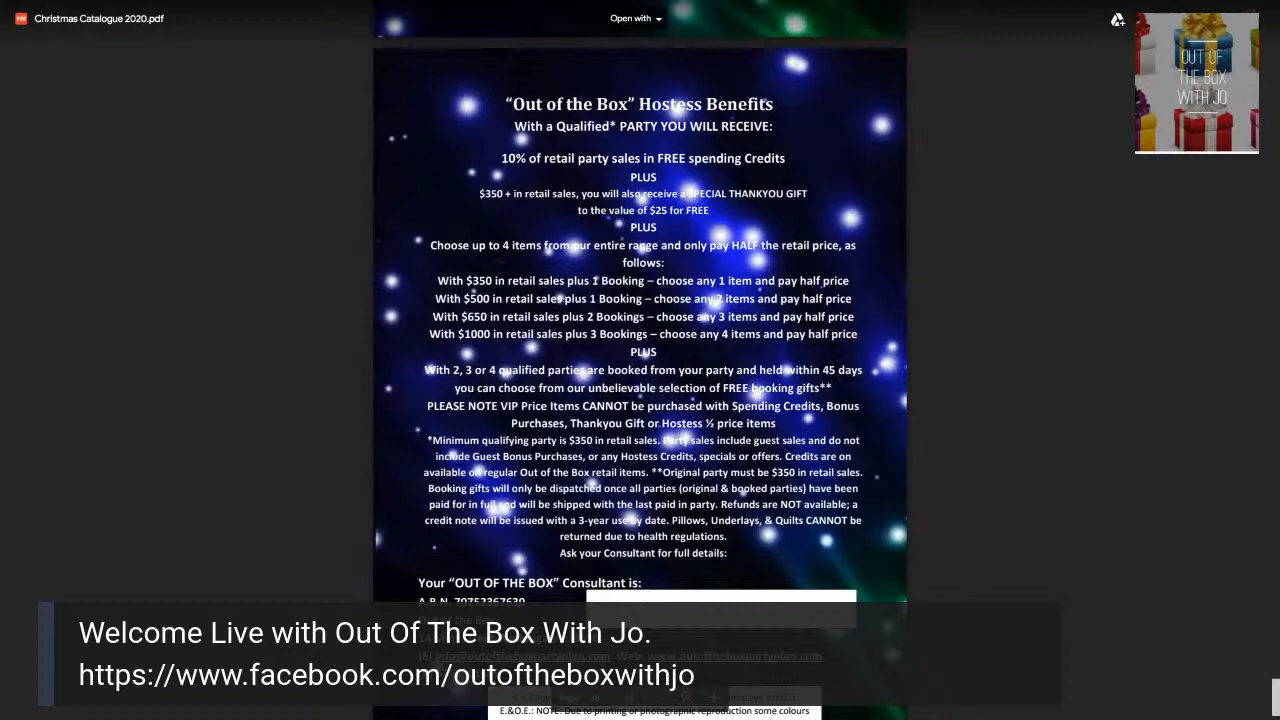 Christmas Catalogue 2020.pdf
Open with
OUT OF
THE BOX
WITH JO
“Out of the Box” Hostess Benefits
With a Qualified* PARTY YOU WILL RECEIVE:
10% of retail party sales in FREE spending Credits
PLUS
$350 + in retail sales, you will also receive a SPECIAL THANKYOU GIFT
to the value of $25 for FREE
PLUS
Choose up to 4 items from our entire range and only pay HALF the retail price, as
follows:
With $350 in retail sales plus 1 Booking – choose any 1 item and pay half price
With $500 in retail sales plus 1 Booking – choose any 2 items and pay half price
With $650 in retail sales plus 2 Bookings – choose any 3 items and pay half price
With $1000 in retail sales plus 3 Bookings – choose any 4 items and pay half price
PLUS
With 2, 3 or 4 qualified parties are booked from your party and held within 45 days
you can choose from our unbelievable selection of FREE booking gifts**
PLEASE NOTE VIP Price Items CANNOT be purchased with Spending Credits, Bonus
Purchases, Thankyou Gift or Hostess ½ price items
*Minimum qualifying party is $350 in retail sales. Party sales include guest sales and do not
include Guest Bonus Purchases, or any Hostess Credits, specials or offers. Credits are on
available on regular Out of the Box retail items. **Original party must be $350 in retail sales.
Booking gifts will only be dispatched once all parties (original & booked parties) have been
paid for in full and will be shipped with the last paid in party. Refunds are NOT available; a
credit note will be issued with a 3-year use by date. Pillows, Underlays, & Quilts CANNOT be
returned due to health regulations.
Ask your Consultant for full details:
Your “OUT OF THE BOX” Consultant is:
A.B.N. 70752367630
(E) info@outoftheboxpartyplan.com Web: www.outoftheboxpartyplan.com
Welcome Live with Out Of The Box With Jo.
https://www.facebook.com/outoftheboxwithjo
E.&O.E.: NOTE: Due to printing or photographic reproduction some colours